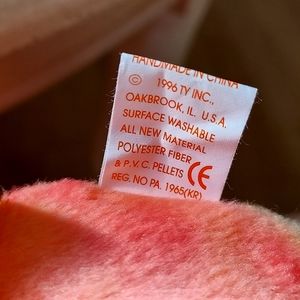 HANDMADE IN CHINA
© 1996 TY INC.,
OAKBROOK, IL. U.S.A.
SURFACE WASHABLE
ALL NEW MATERIAL
POLYESTER FIBER
& P.V.C. PELLETS CE
REG. NO PA. 1965(KR)